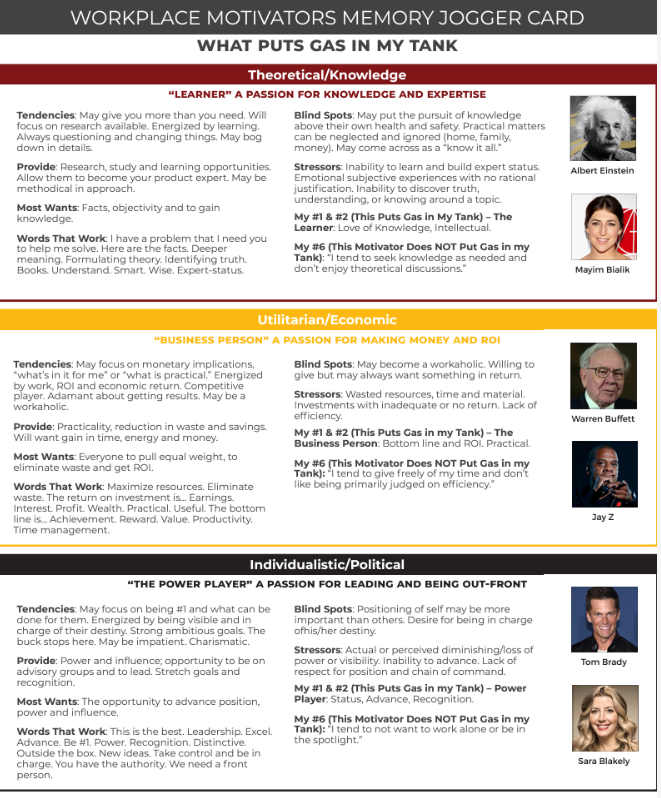 WORKPLACE MOTIVATORS MEMORY JOGGER CARD
WHAT PUTS GAS IN MY TANK
Theoretical/Knowledge
“LEARNER” A PASSION FOR KNOWLEDGE AND EXPERTISE
Tendencies: May give you more than you need. Will
focus on research available. Energized by learning.
Always questioning and changing things. May bog
down in details.
Provide: Research, study and learning opportunities.
Allow them to become your product expert. May be
methodical in approach.
Most Wants: Facts, objectivity and to gain
knowledge.
Words That Work: I have a problem that I need you
to help me solve. Here are the facts. Deeper
meaning. Formulating theory. Identifying truth.
Books. Understand. Smart. Wise. Expert-status.
Blind Spots: May put the pursuit of knowledge
above their own health and safety. Practical matters
can be neglected and ignored (home, family,
money). May come across as a “know it all.”
Stressors: Inability to learn and build expert status.
Emotional subjective experiences with no rational
justification. Inability to discover truth,
understanding, or knowing around a topic.
My #1 & #2 (This Puts Gas in My Tank) – The
Learner: Love of Knowledge, Intellectual.
My #6 (This Motivator Does NOT Put Gas in my
Tank): “I tend to seek knowledge as needed and
don’t enjoy theoretical discussions.”
Albert Einstein
Mayim Bialik
Utilitarian/Economic
“BUSINESS PERSON” A PASSION FOR MAKING MONEY AND ROI
Tendencies: May focus on monetary implications,
“what’s in it for me” or “what is practical.” Energized
by work, ROI and economic return. Competitive
player. Adamant about getting results. May be a
workaholic.
Provide: Practicality, reduction in waste and savings.
Will want gain in time, energy and money.
Most Wants: Everyone to pull equal weight, to
eliminate waste and get ROI.
Words That Work: Maximize resources. Eliminate
waste. The return on investment is... Earnings.
Interest. Profit. Wealth. Practical. Useful. The bottom
line is... Achievement. Reward. Value. Productivity.
Time management.
Blind Spots: May become a workaholic. Willing to
give but may always want something in return.
Stressors: Wasted resources, time and material.
Investments with inadequate or no return. Lack of
efficiency.
My #1 & #2 (This Puts Gas in my Tank) – The
Business Person: Bottom line and ROI. Practical.
My #6 (This Motivator Does NOT Put Gas in my
Tank): “I tend to give freely of my time and don’t
like being primarily judged on efficiency.”
Warren Buffett
Jay Z
Individualistic/Political
“THE POWER PLAYER” A PASSION FOR LEADING AND BEING OUT-FRONT
Tendencies: May focus on being #1 and what can be
done for them. Energized by being visible and in
charge of their destiny. Strong ambitious goals. The
buck stops here. May be impatient. Charismatic.
Provide: Power and influence; opportunity to be on
advisory groups and to lead. Stretch goals and
recognition.
Most Wants: The opportunity to advance position,
power and influence.
Words That Work: This is the best. Leadership. Excel.
Advance. Be #1. Power. Recognition. Distinctive.
Outside the box. New ideas. Take control and be in
charge. You have the authority. We need a front
person.
Blind Spots: Positioning of self may be more
important than others. Desire for being in charge
ofhis/her destiny.
Stressors: Actual or perceived diminishing/loss of
power or visibility. Inability to advance. Lack of
respect for position and chain of command.
My #1 & #2 (This Puts Gas in my Tank) – Power
Player: Status, Advance, Recognition.
My #6 (This Motivator Does NOT Put Gas in my
Tank): “I tend to not want to work alone or be in
the spotlight.”
Tom Brady
Sara Blakely